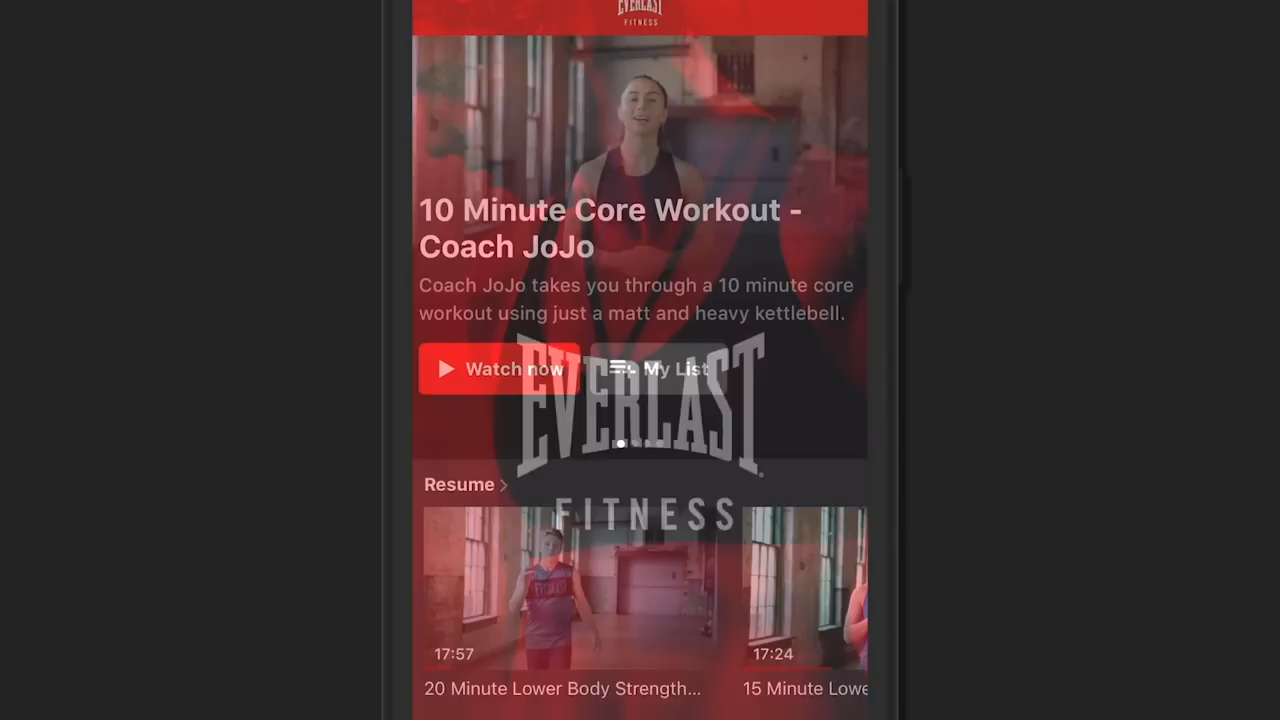 EVERLAST
FITNESS
10 Minute Core Workout -
Coach JoJo
Coach JoJo takes you through a 10 minute core
workout using just a matt and heavy kettlebell.
Watch now
My List
EVERLAST
FITNESS
Resume
EVERLAST
17:57
17:24
20 Minute Lower Body Strength...
15 Minute Lowe